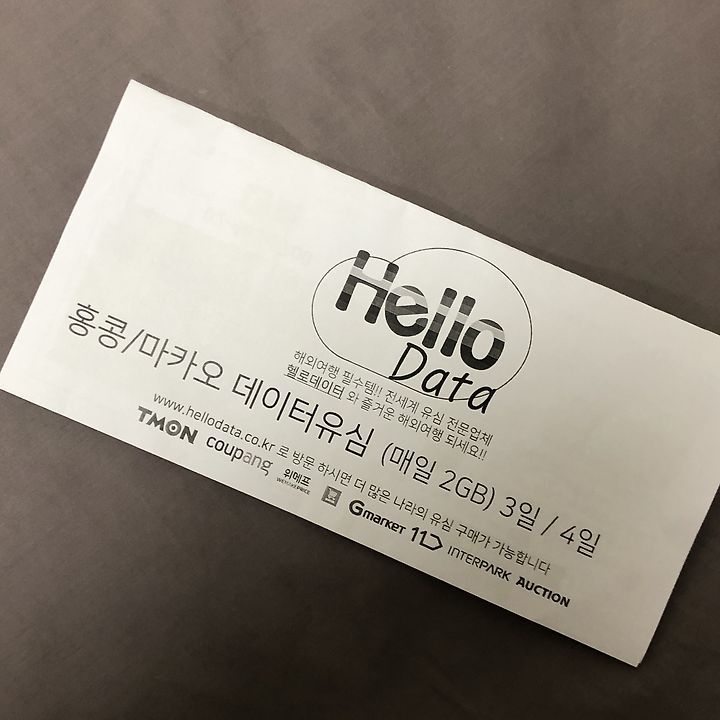 Hello
Data
해외여행 필수템!! 전세계 유심 전문업체
헬로데이터 와 즐거운 해외여행 되세요!!
홍콩/마카오 데이터유심 (매일 2GB) 3일 / 4일
www.hellodata.co.kr 로 방문 하시면 더 많은 나라의 유심 구매가 가능합니다
TMON coupang 위메프 WEMAKEPRICE Gmarket 11 INTERPARK AUCTION